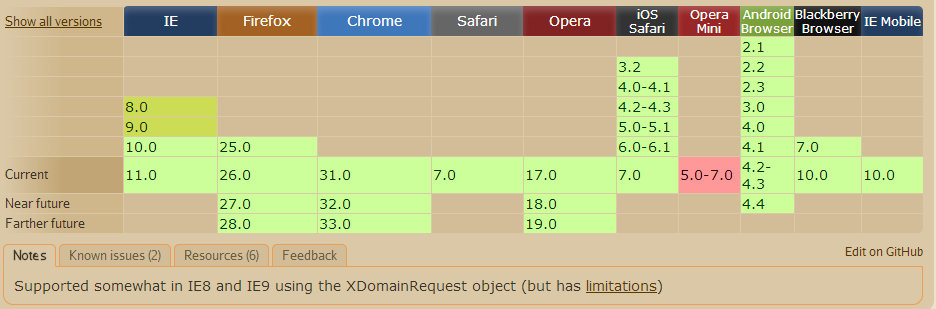 Show all versions IE Firefox Chrome Safari Opera iOS Safari Opera Mini Android Browser Blackberry Browser IE Mobile
2.1
3.2 2.2
4.0-4.1 2.3
8.0 4.2-4.3 3.0
9.0 5.0-5.1 4.0
10.0 25.0 6.0-6.1 4.1 7.0
Current 11.0 26.0 31.0 7.0 17.0 7.0 5.0-7.0 4.2-4.3 10.0 10.0
Near future 27.0 32.0 18.0 4.4
Farther future 28.0 33.0 19.0
Notes Known issues (2) Resources (6) Feedback Edit on GitHub
Supported somewhat in IE8 and IE9 using the XDomainRequest object (but has limitations)